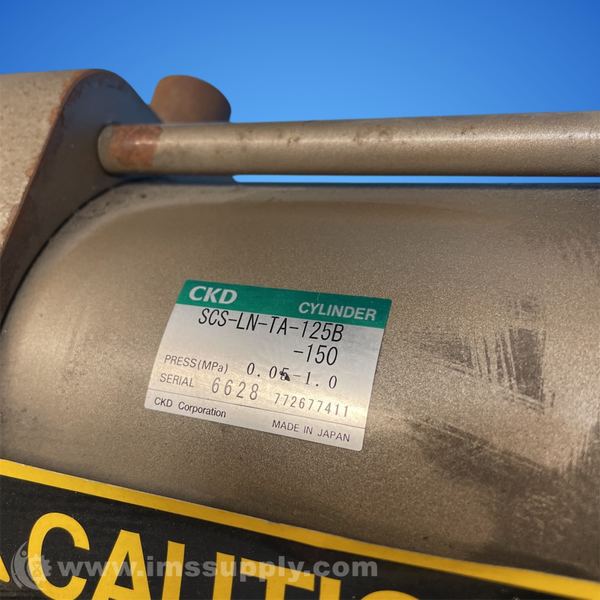 CKD CYLINDER
SCS-LN-TA-125B
-150
PRESS(MPa) 0.05-1.0
SERIAL 6628 772677411
CKD Corporation MADE IN JAPAN
CAUTIO
www.imssupply.com